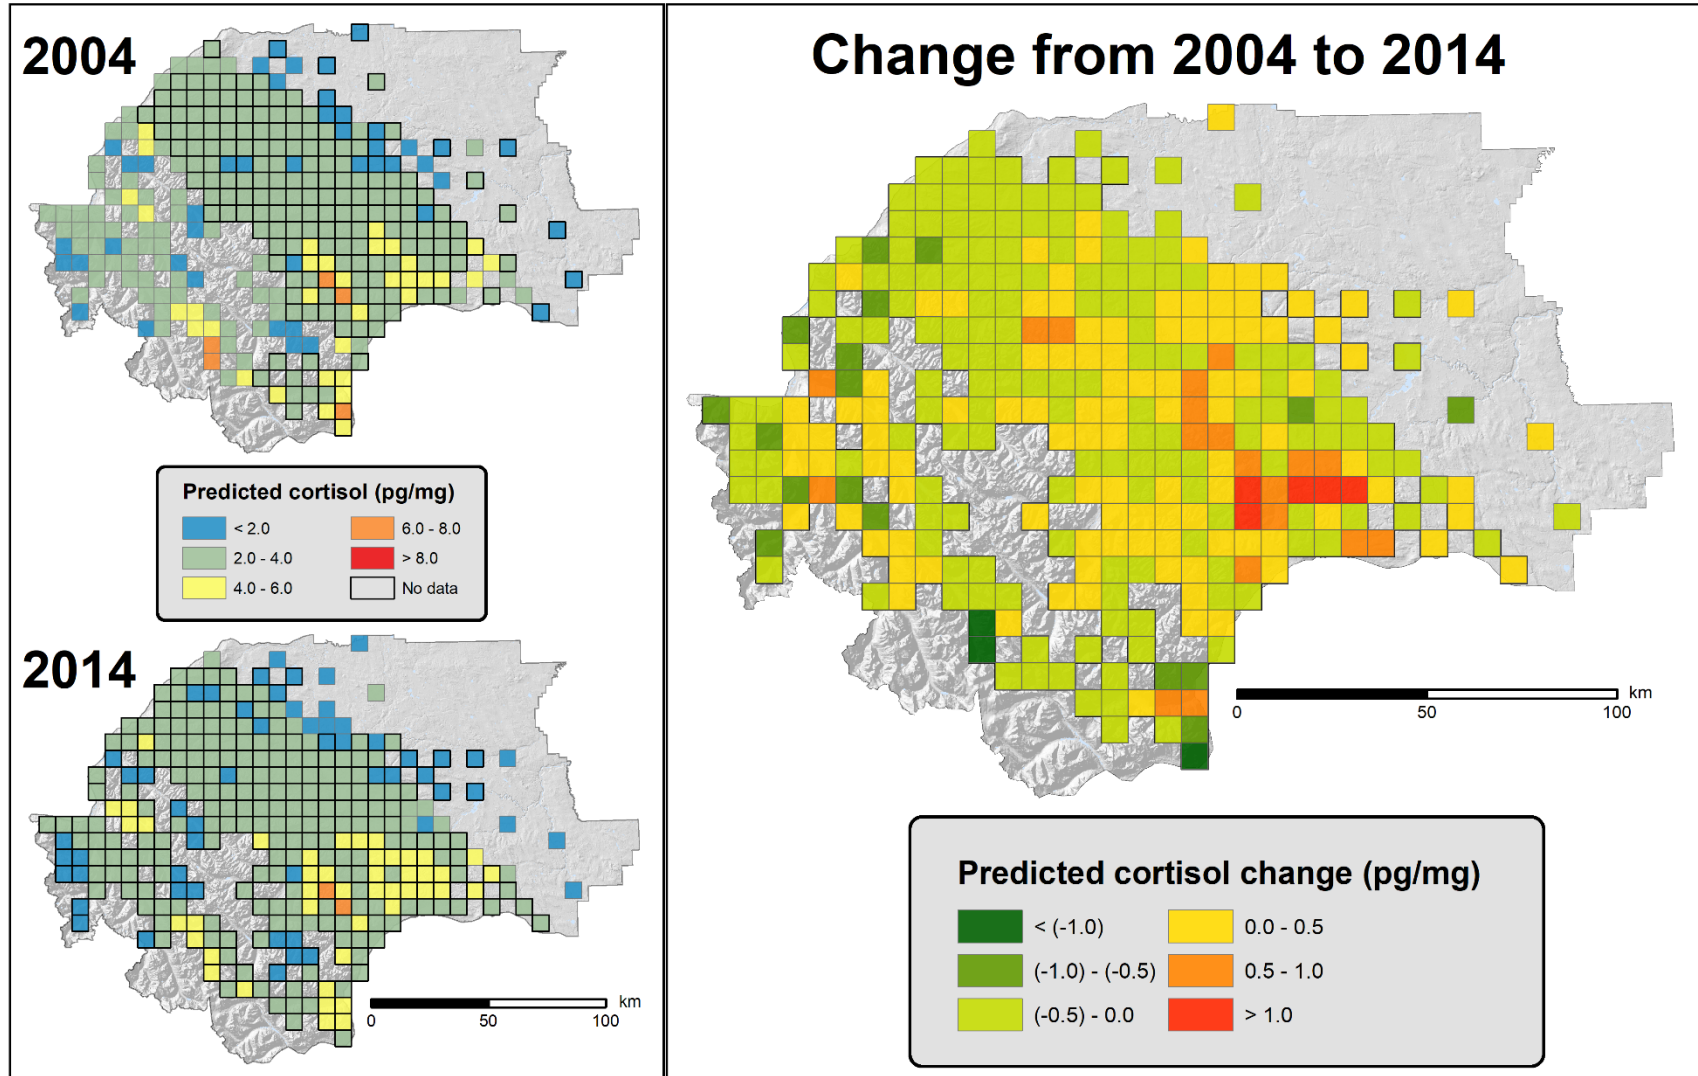 2004
Predicted cortisol (pg/mg)
< 2.0
6.0 - 8.0
2.0 - 4.0
> 8.0
4.0 - 6.0
No data
2014
km
0 50 100
Change from 2004 to 2014
km
0 50 100
Predicted cortisol change (pg/mg)
< (-1.0)
0.0 - 0.5
(-1.0) - (-0.5)
0.5 - 1.0
(-0.5) - 0.0
> 1.0